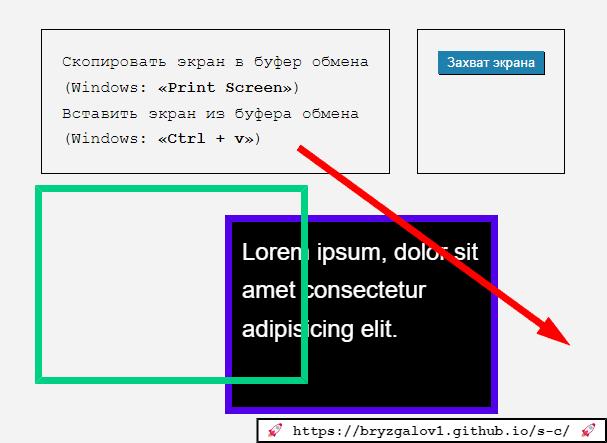 Скопировать экран в буфер обмена
(Windows: «Print Screen»)
Вставить экран из буфера обмена
(Windows: «Ctrl + v»)
Захват экрана
Lorem ipsum, dolor sit
amet consectetur
adipisicing elit.
🚀 https://bryzgalov1.github.io/s-c/ 🚀